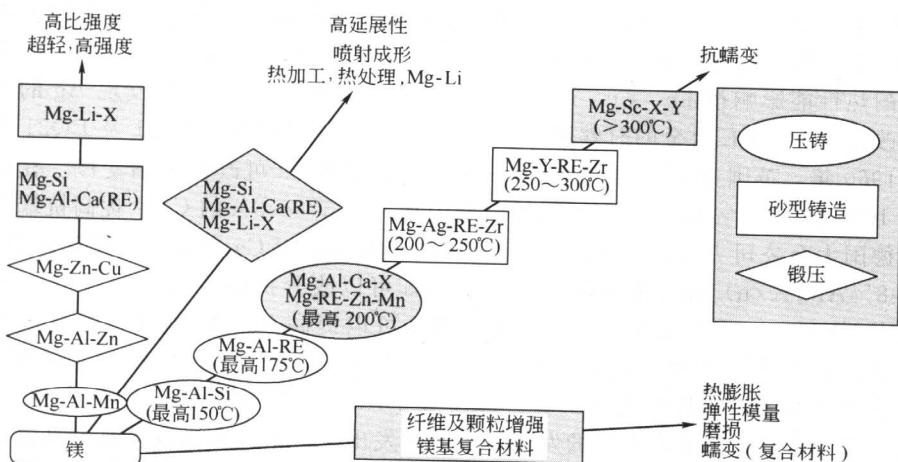 高比强度
超轻,高强度
Mg-Li-X
Mg-Si
Mg-Al-Ca(RE)
Mg-Zn-Cu
Mg-Al-Zn
Mg-Al-Mn
镁
高延展性
喷射成形
热加工,热处理,Mg-Li
Mg-Si
Mg-Al-Ca(RE)
Mg-Li-X
抗蠕变
Mg-Sc-X-Y
(>300℃)
Mg-Y-RE-Zr
(250～300℃)
Mg-Ag-RE-Zr
(200～250℃)
Mg-Al-Ca-X
Mg-RE-Zn-Mn
(最高 200℃)
Mg-Al-RE
(最高175℃)
Mg-Al-Si
(最高150℃)
纤维及颗粒增强
镁基复合材料
热膨胀
弹性模量
磨损
蠕变(复合材料)
压铸
砂型铸造
锻压